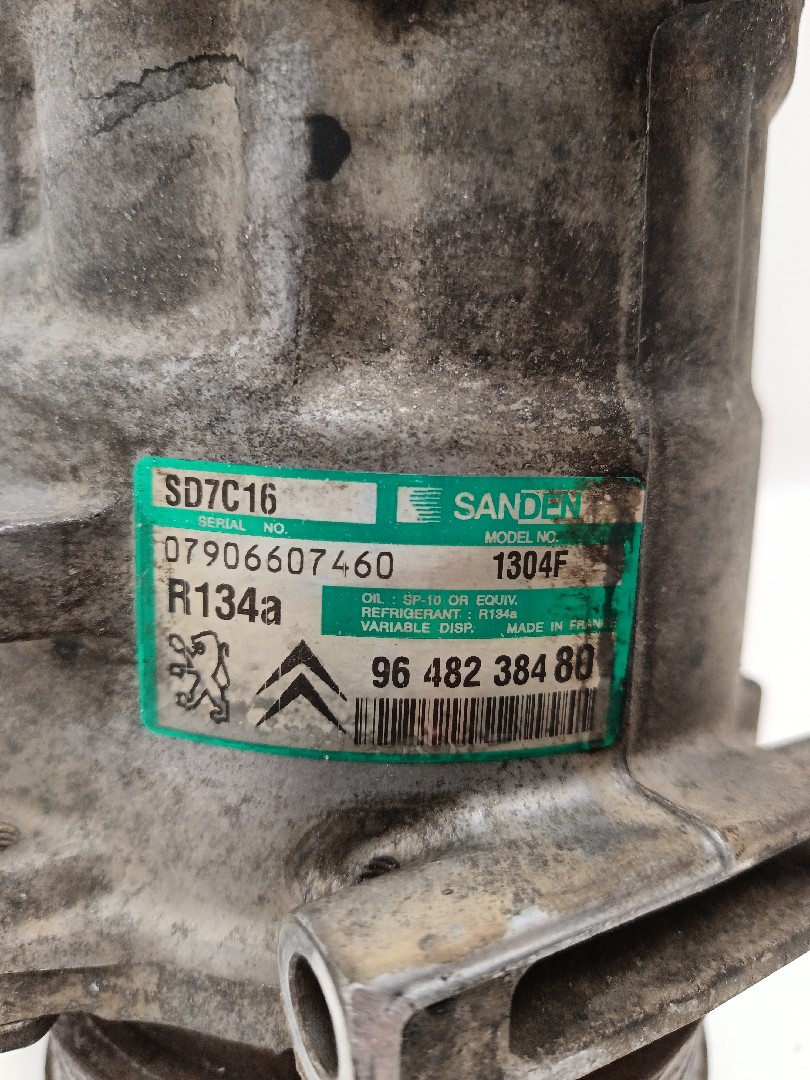 SD7C16
SANDEN
SERIAL NO.
MODEL NO.
07906607460
1304F
R134a
OIL : SP-10 OR EQUIV.
REFRIGERANT : R134a
VARIABLE DISP. MADE IN FRANCE
96 482 384 80